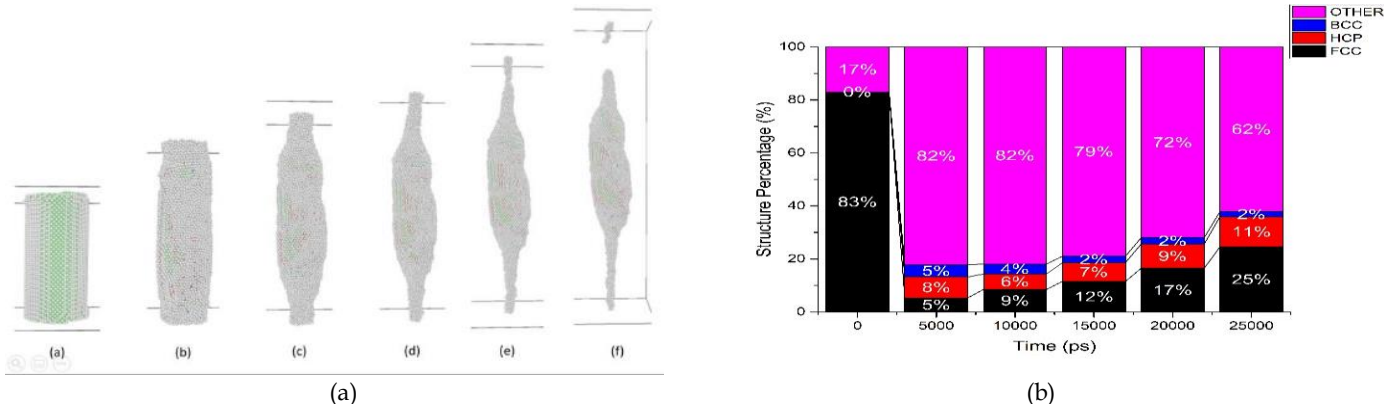 (a) (b) (c) (d) (e) (f)
(a)
OTHER
BCC
HCP
FCC
Structure Percentage (%)
100
80
60
40
20
0
17% 82% 82% 79% 72% 62%
0% 5% 4% 2% 2% 2%
8% 6% 7% 9% 11%
83% 5% 9% 12% 17% 25%
0 5000 10000 15000 20000 25000
Time (ps)
(b)